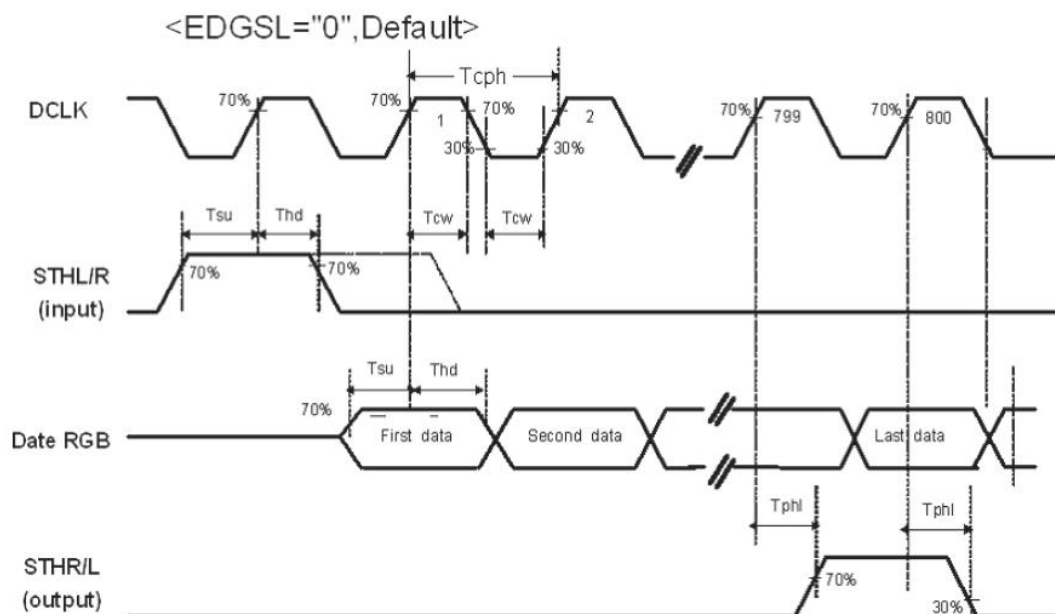 <EDGSL="0",Default>
Tcph
DCLK
70%
70%
1
70%
30%
30%
2
70%
799
70%
800
Tsu
Thd
Tcw
Tcw
STHL/R
(input)
70%
70%
Tsu
Thd
70%
Date RGB
First data
Second data
Last data
Tphl
Tphl
STHR/L
(output)
70%
30%